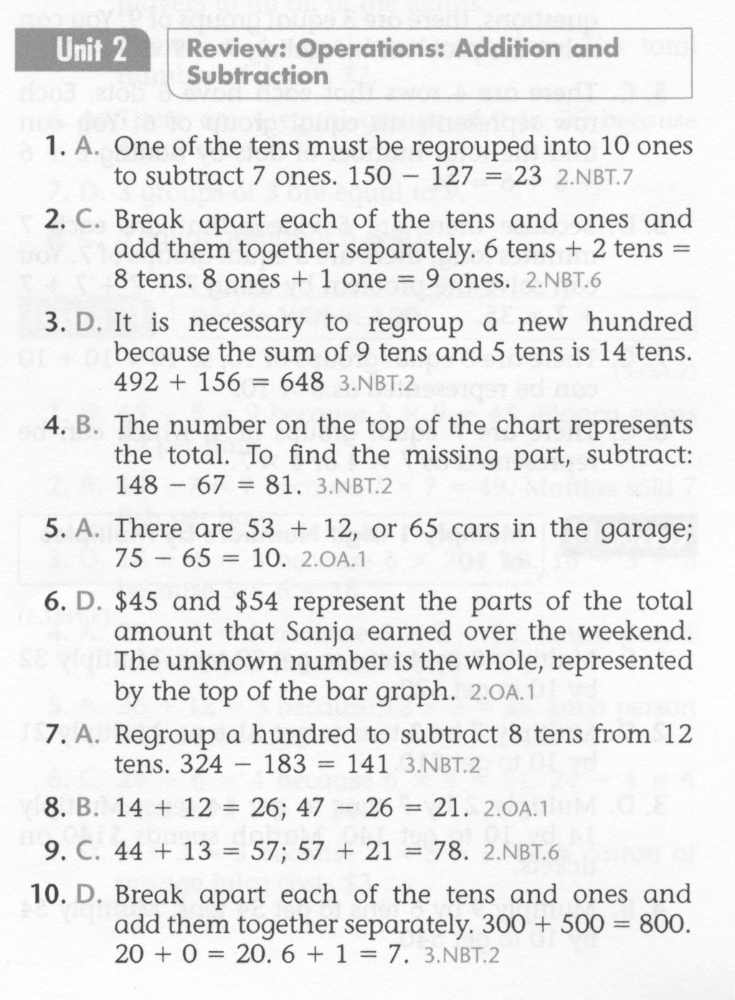 Unit 2
Review: Operations: Addition and
Subtraction
1. A. One of the tens must be regrouped into 10 ones
to subtract 7 ones. 150 − 127 = 23 2.NBT.7
2. C. Break apart each of the tens and ones and
add them together separately. 6 tens + 2 tens =
8 tens. 8 ones + 1 one = 9 ones. 2.NBT.6
3. D. It is necessary to regroup a new hundred
because the sum of 9 tens and 5 tens is 14 tens.
492 + 156 = 648 3.NBT.2
4. B. The number on the top of the chart represents
the total. To find the missing part, subtract:
148 − 67 = 81. 3.NBT.2
5. A. There are 53 + 12, or 65 cars in the garage;
75 − 65 = 10. 2.OA.1
6. D. $45 and $54 represent the parts of the total
amount that Sanja earned over the weekend.
The unknown number is the whole, represented
by the top of the bar graph. 2.OA.1
7. A. Regroup a hundred to subtract 8 tens from 12
tens. 324 − 183 = 141 3.NBT.2
8. B. 14 + 12 = 26; 47 − 26 = 21. 2.OA.1
9. C. 44 + 13 = 57; 57 + 21 = 78. 2.NBT.6
10. D. Break apart each of the tens and ones and
add them together separately. 300 + 500 = 800.
20 + 0 = 20. 6 + 1 = 7. 3.NBT.2